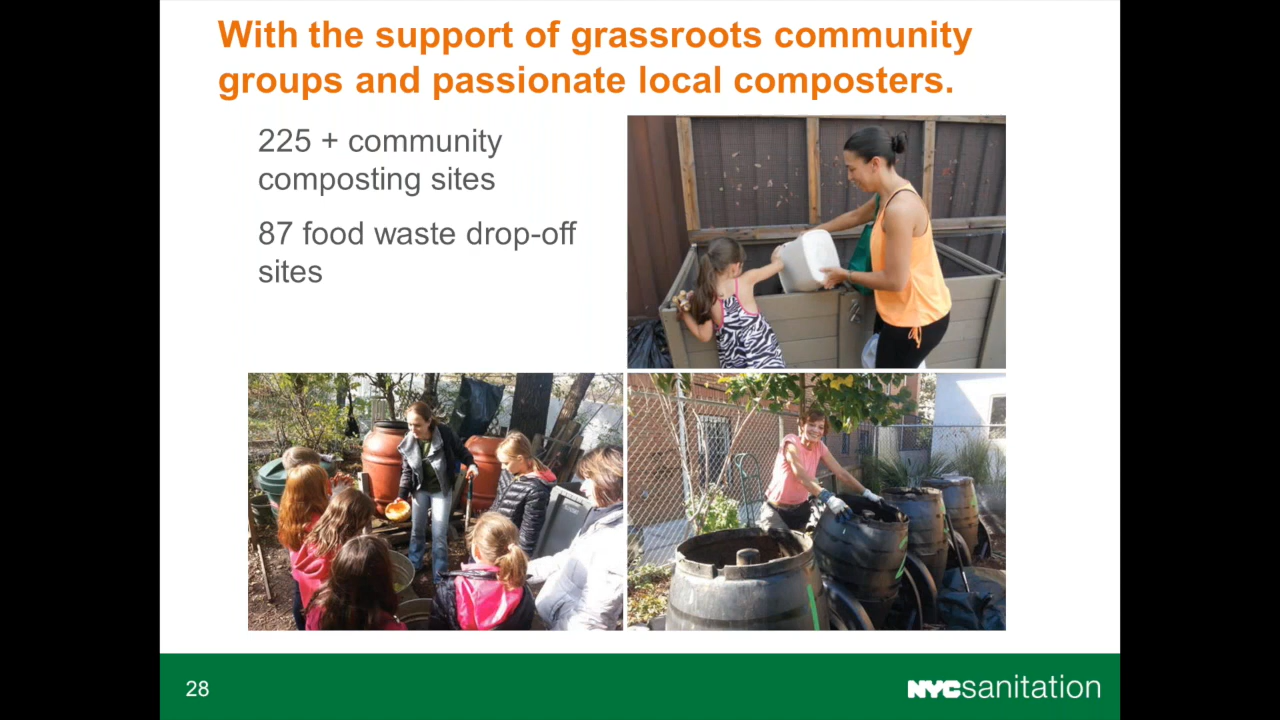 With the support of grassroots community
groups and passionate local composters.
225 + community
composting sites
87 food waste drop-off
sites
28
NYCsanitation